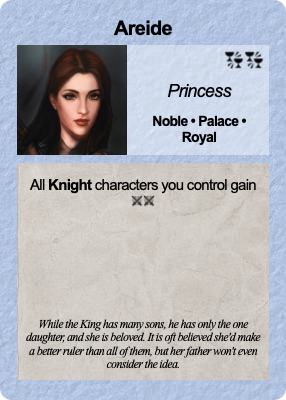 Areide
Princess
Noble • Palace •
Royal
All Knight characters you control gain
While the King has many sons, he has only the one
daughter, and she is beloved. It is oft believed she'd make
a better ruler than all of them, but her father won't even
consider the idea.